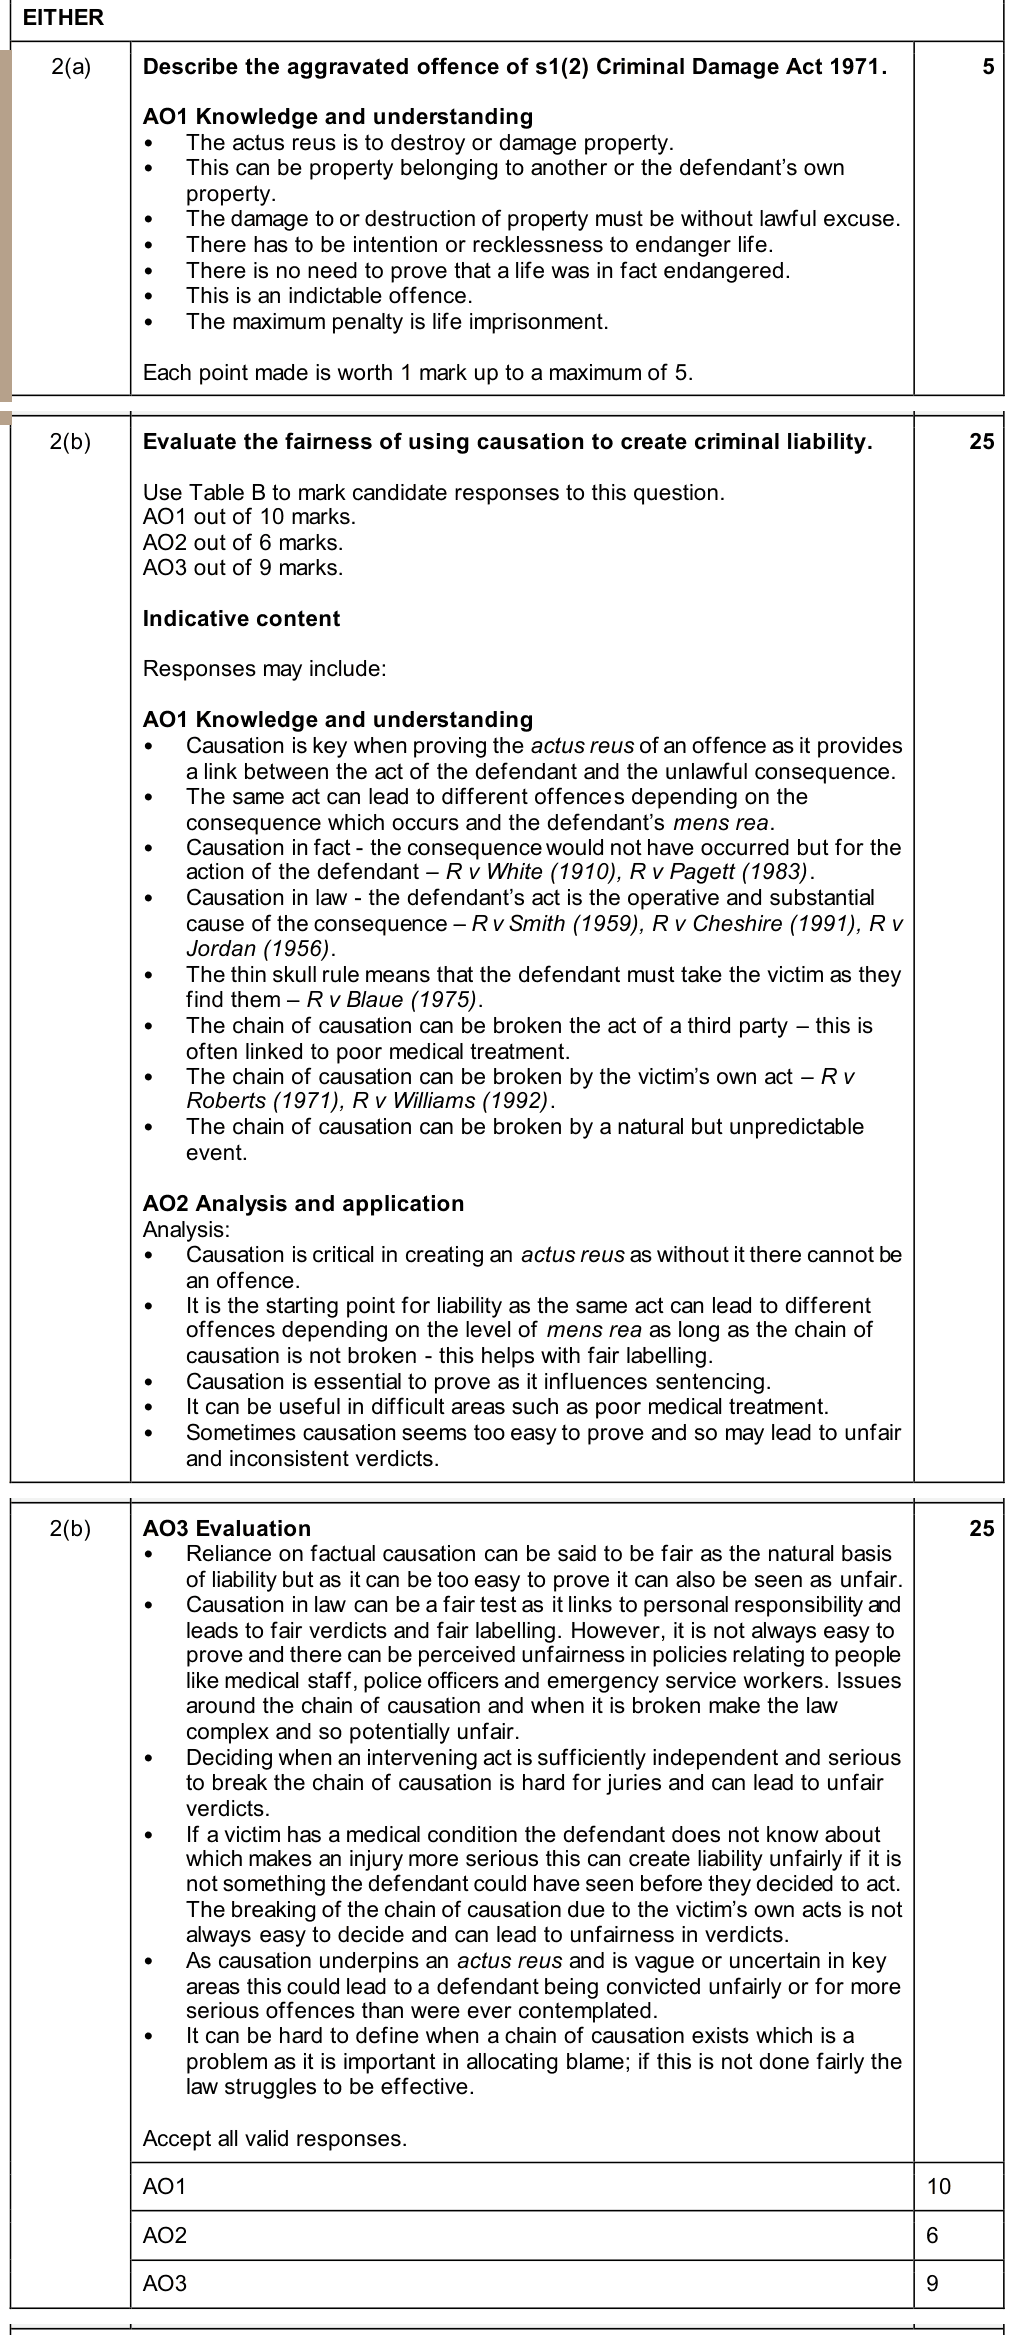 EITHER
2(a) Describe the aggravated offence of s1(2) Criminal Damage Act 1971. 5
AO1 Knowledge and understanding
• The actus reus is to destroy or damage property.
• This can be property belonging to another or the defendant's own
property.
• The damage to or destruction of property must be without lawful excuse.
• There has to be intention or recklessness to endanger life.
• There is no need to prove that a life was in fact endangered.
• This is an indictable offence.
• The maximum penalty is life imprisonment.
Each point made is worth 1 mark up to a maximum of 5.
2(b) Evaluate the fairness of using causation to create criminal liability. 25
Use Table B to mark candidate responses to this question.
AO1 out of 10 marks.
AO2 out of 6 marks.
AO3 out of 9 marks.
Indicative content
Responses may include:
AO1 Knowledge and understanding
• Causation is key when proving the actus reus of an offence as it provides
a link between the act of the defendant and the unlawful consequence.
• The same act can lead to different offences depending on the
consequence which occurs and the defendant's mens rea.
• Causation in fact - the consequence would not have occurred but for the
action of the defendant – R v White (1910), R v Pagett (1983).
• Causation in law - the defendant's act is the operative and substantial
cause of the consequence – R v Smith (1959), R v Cheshire (1991), R v
Jordan (1956).
• The thin skull rule means that the defendant must take the victim as they
find them – R v Blaue (1975).
• The chain of causation can be broken the act of a third party – this is
often linked to poor medical treatment.
• The chain of causation can be broken by the victim's own act – R v
Roberts (1971), R v Williams (1992).
• The chain of causation can be broken by a natural but unpredictable
event.
AO2 Analysis and application
Analysis:
• Causation is critical in creating an actus reus as without it there cannot be
an offence.
• It is the starting point for liability as the same act can lead to different
offences depending on the level of mens rea as long as the chain of
causation is not broken - this helps with fair labelling.
• Causation is essential to prove as it influences sentencing.
• It can be useful in difficult areas such as poor medical treatment.
• Sometimes causation seems too easy to prove and so may lead to unfair
and inconsistent verdicts.
2(b) AO3 Evaluation 25
• Reliance on factual causation can be said to be fair as the natural basis
of liability but as it can be too easy to prove it can also be seen as unfair.
• Causation in law can be a fair test as it links to personal responsibility and
leads to fair verdicts and fair labelling. However, it is not always easy to
prove and there can be perceived unfairness in policies relating to people
like medical staff, police officers and emergency service workers. Issues
around the chain of causation and when it is broken make the law
complex and so potentially unfair.
• Deciding when an intervening act is sufficiently independent and serious
to break the chain of causation is hard for juries and can lead to unfair
verdicts.
• If a victim has a medical condition the defendant does not know about
which makes an injury more serious this can create liability unfairly if it is
not something the defendant could have seen before they decided to act.
The breaking of the chain of causation due to the victim's own acts is not
always easy to decide and can lead to unfairness in verdicts.
• As causation underpins an actus reus and is vague or uncertain in key
areas this could lead to a defendant being convicted unfairly or for more
serious offences than were ever contemplated.
• It can be hard to define when a chain of causation exists which is a
problem as it is important in allocating blame; if this is not done fairly the
law struggles to be effective.
Accept all valid responses.
AO1 10
AO2 6
AO3 9